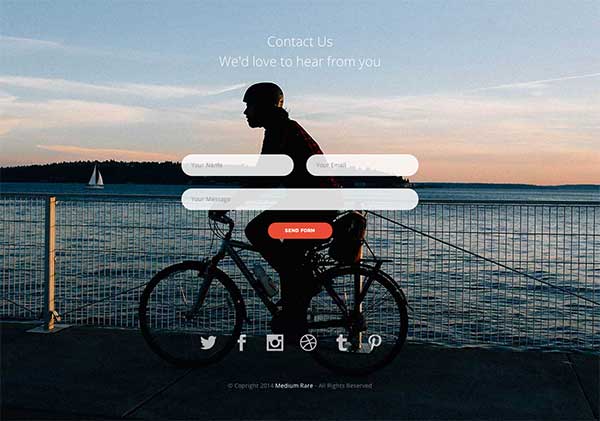 Contact Us
We'd love to hear from you
Your Name
Your Email
Your Message
SEND FORM
© Copright 2014 Medium Rare - All Rights Reserved